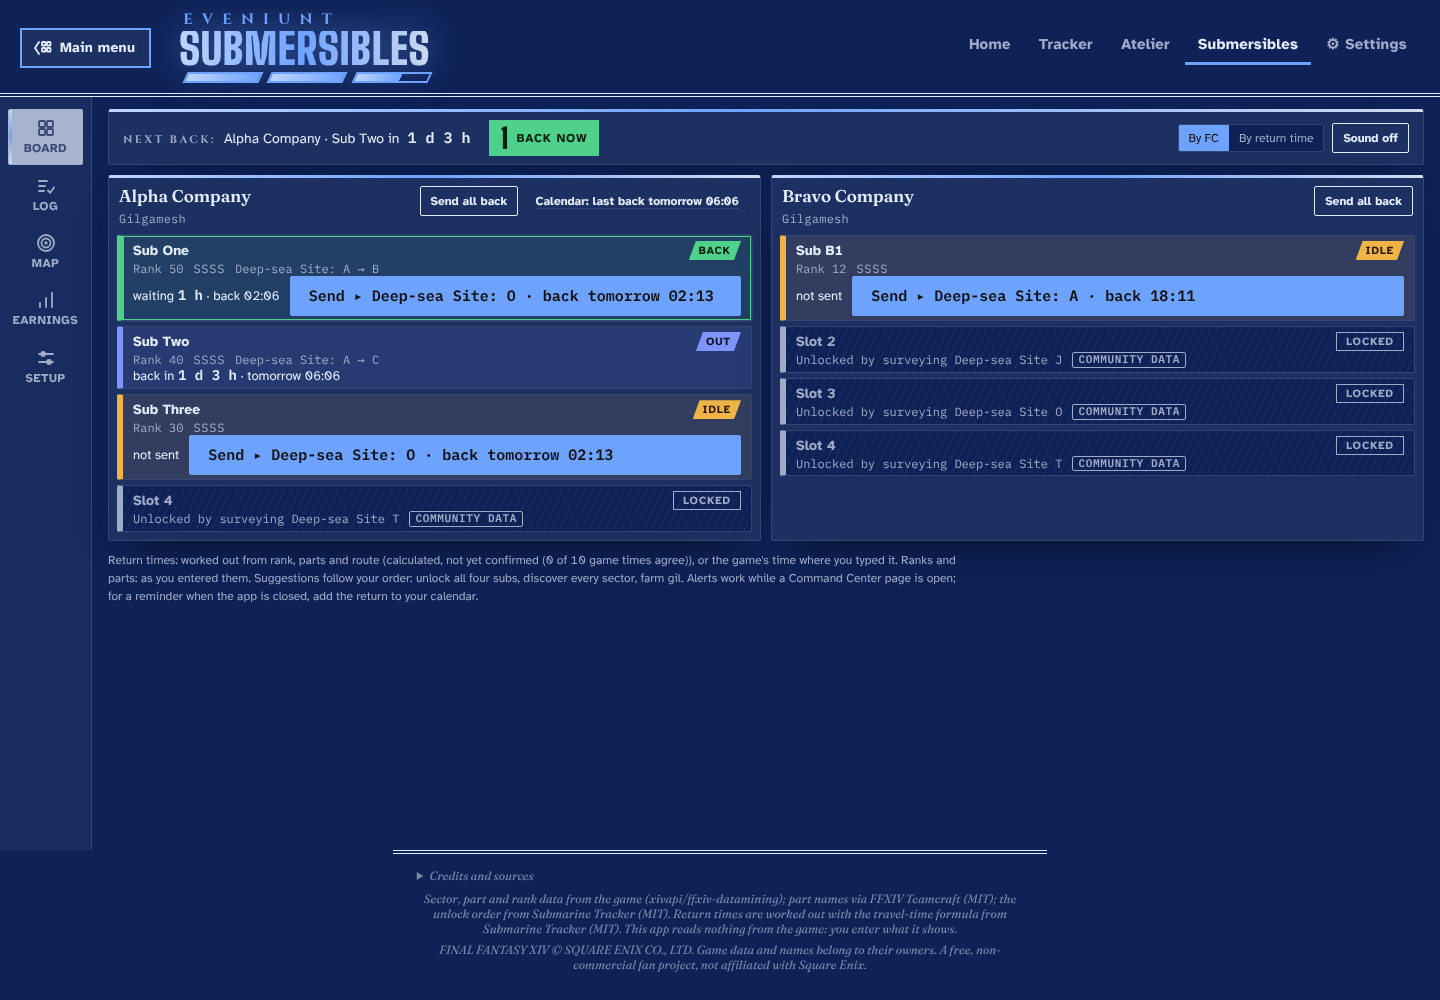 Main menu
EVENIUNT
SUBMERSIBLES
Home
Tracker
Atelier
Submersibles
Settings
BOARD
LOG
MAP
EARNINGS
SETUP
NEXT BACK: Alpha Company · Sub Two in 1 d 3 h
1 BACK NOW
By FC
By return time
Sound off
Alpha Company
Gilgamesh
Send all back
Calendar: last back tomorrow 06:06
Sub One
BACK
Rank 50 SSSS Deep-sea Site: A → B
waiting 1 h · back 02:06
Send ▸ Deep-sea Site: O · back tomorrow 02:13
Sub Two
OUT
Rank 40 SSSS Deep-sea Site: A → C
back in 1 d 3 h · tomorrow 06:06
Sub Three
IDLE
Rank 30 SSSS
not sent
Send ▸ Deep-sea Site: O · back tomorrow 02:13
Slot 4
LOCKED
Unlocked by surveying Deep-sea Site T COMMUNITY DATA
Bravo Company
Gilgamesh
Send all back
Sub B1
IDLE
Rank 12 SSSS
not sent
Send ▸ Deep-sea Site: A · back 18:11
Slot 2
LOCKED
Unlocked by surveying Deep-sea Site J COMMUNITY DATA
Slot 3
LOCKED
Unlocked by surveying Deep-sea Site O COMMUNITY DATA
Slot 4
LOCKED
Unlocked by surveying Deep-sea Site T COMMUNITY DATA
Return times: worked out from rank, parts and route (calculated, not yet confirmed (0 of 10 game times agree)), or the game's time where you typed it. Ranks and
parts: as you entered them. Suggestions follow your order: unlock all four subs, discover every sector, farm gil. Alerts work while a Command Center page is open;
for a reminder when the app is closed, add the return to your calendar.
Credits and sources
Sector, part and rank data from the game (xivapi/ffxiv-datamining); part names via FFXIV Teamcraft (MIT); the
unlock order from Submarine Tracker (MIT). Return times are worked out with the travel-time formula from
Submarine Tracker (MIT). This app reads nothing from the game: you enter what it shows.
FINAL FANTASY XIV © SQUARE ENIX CO., LTD. Game data and names belong to their owners. A free, non-
commercial fan project, not affiliated with Square Enix.